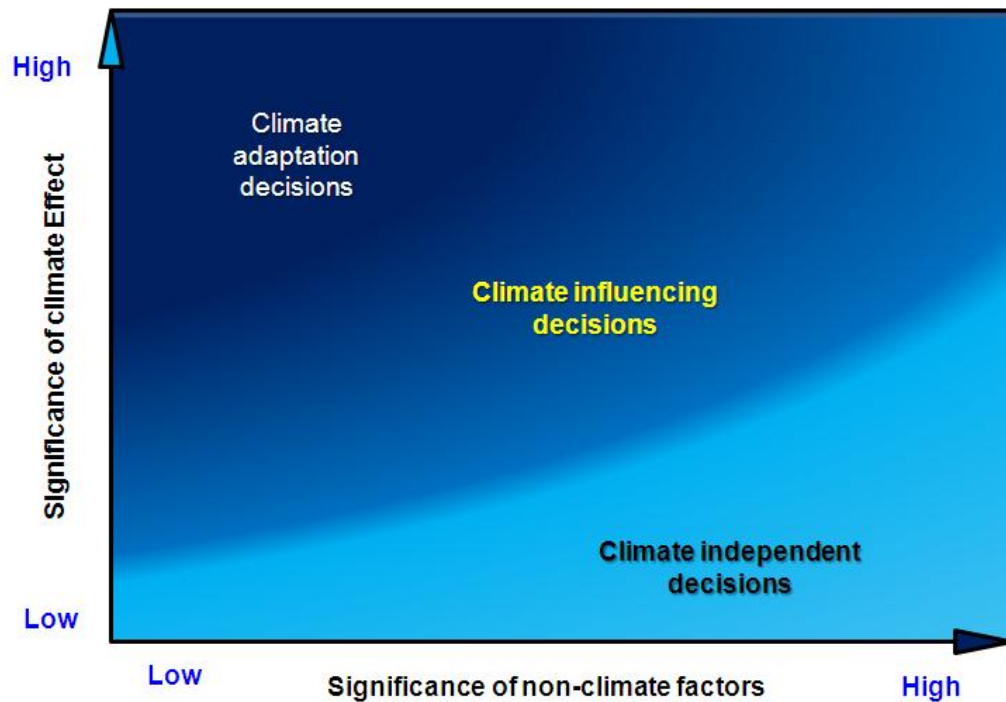 High
Climate
adaptation
decisions
Significance of climate Effect
Climate influencing
decisions
Climate independent
decisions
Low
Low
Significance of non-climate factors
High